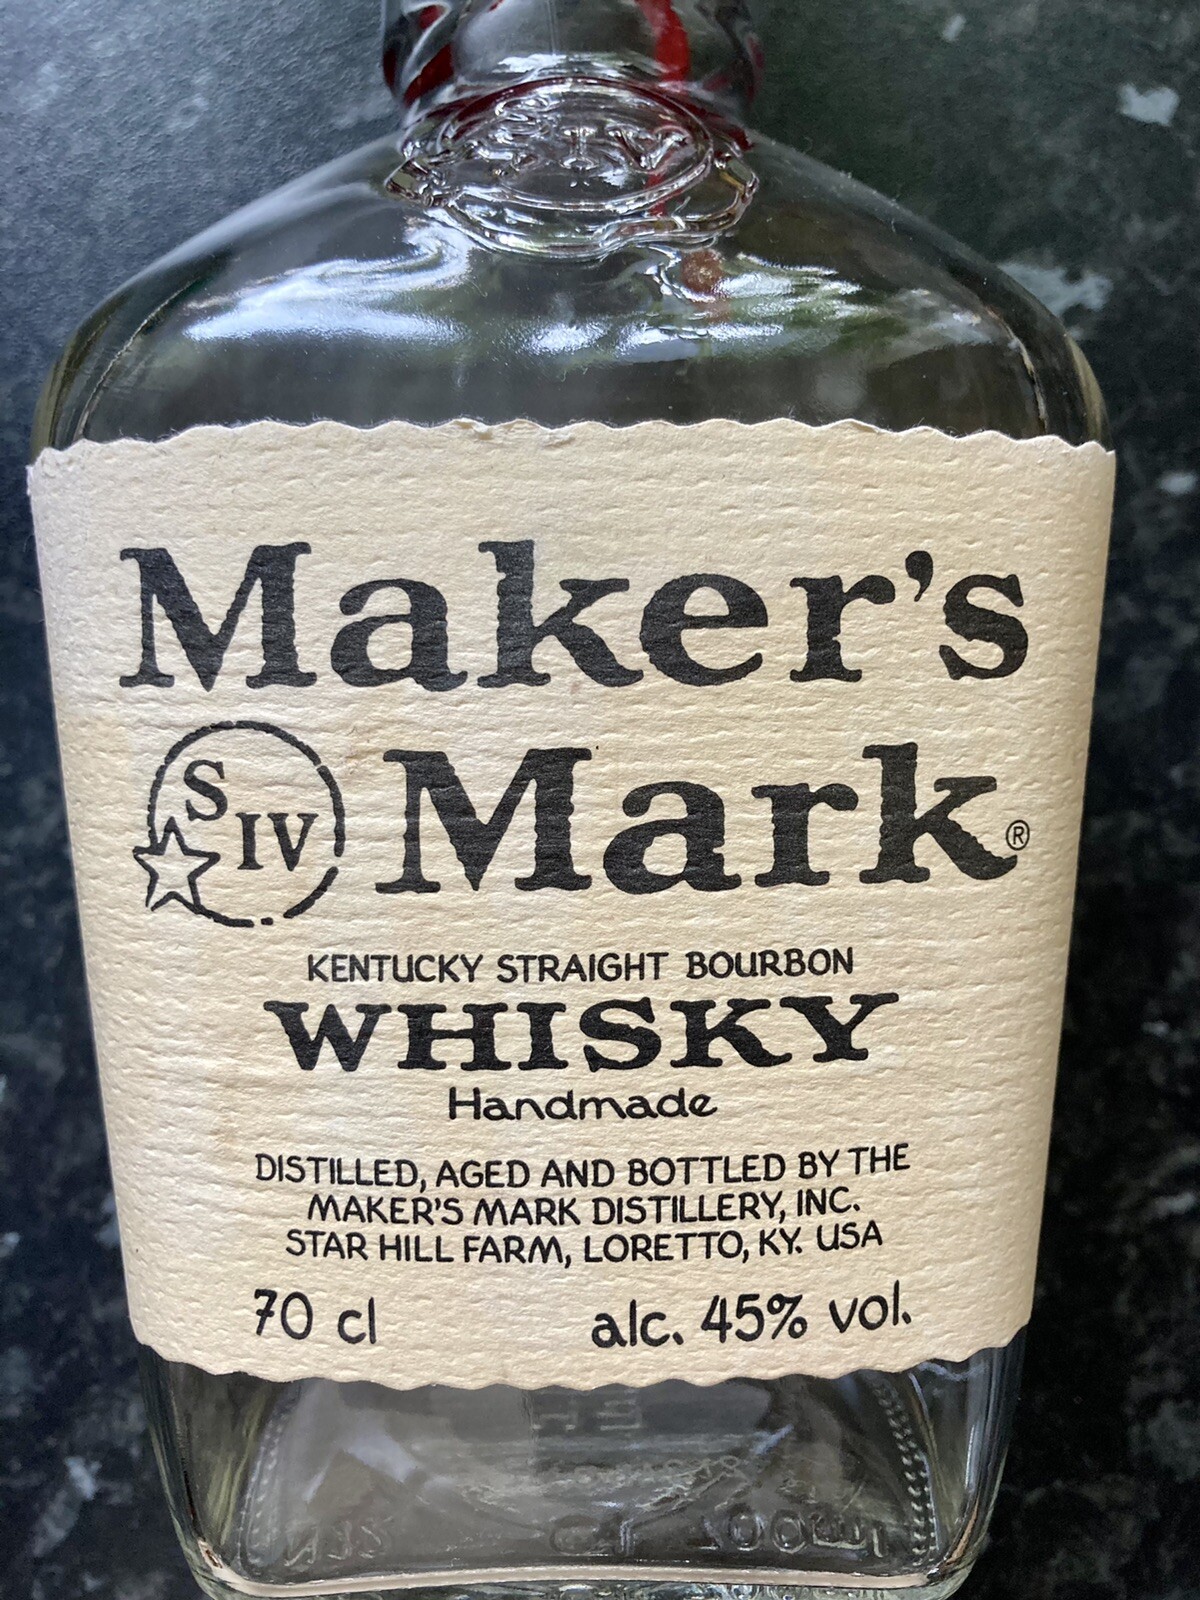 S IV
Maker's
S IV Mark®
KENTUCKY STRAIGHT BOURBON
WHISKY
Handmade
DISTILLED, AGED AND BOTTLED BY THE
MAKER'S MARK DISTILLERY, INC.
STAR HILL FARM, LORETTO, KY. USA
70 cl alc. 45% vol.